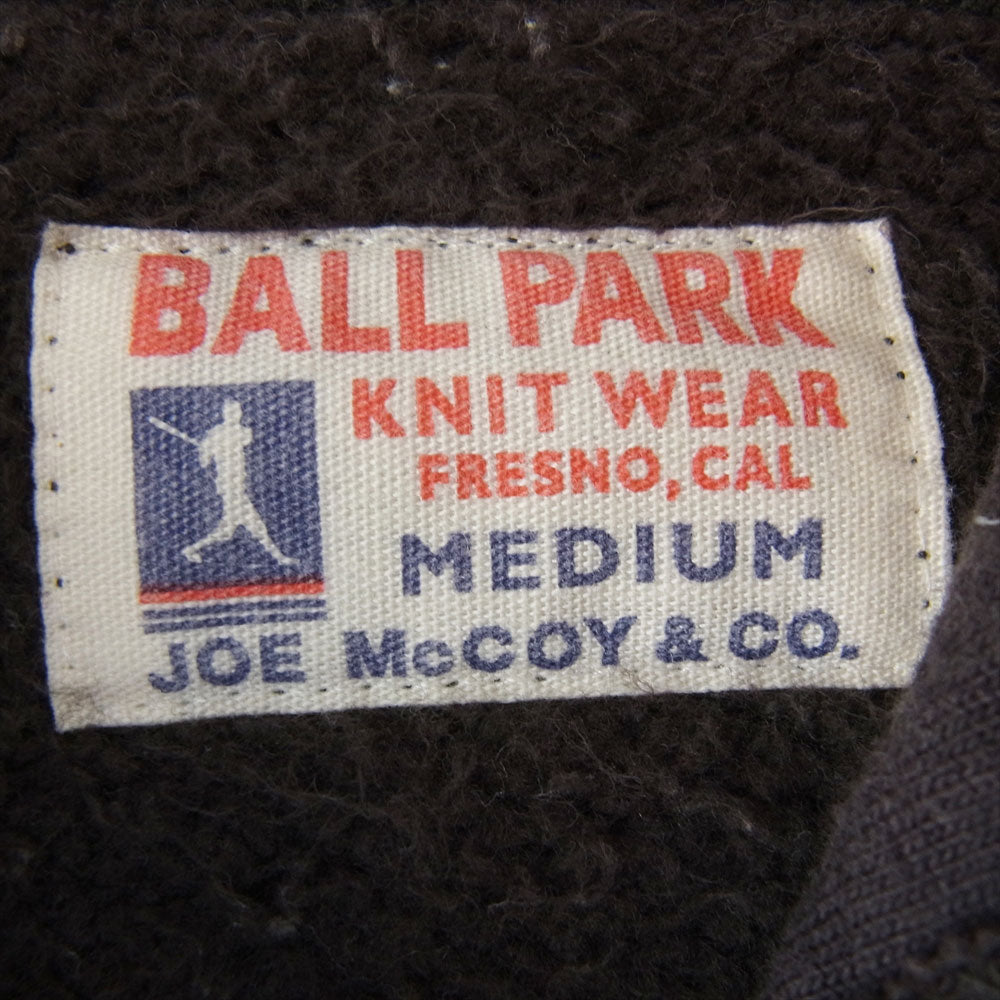 BALL PARK
KNIT WEAR
FRESNO, CAL
MEDIUM
JOE McCOY & CO.